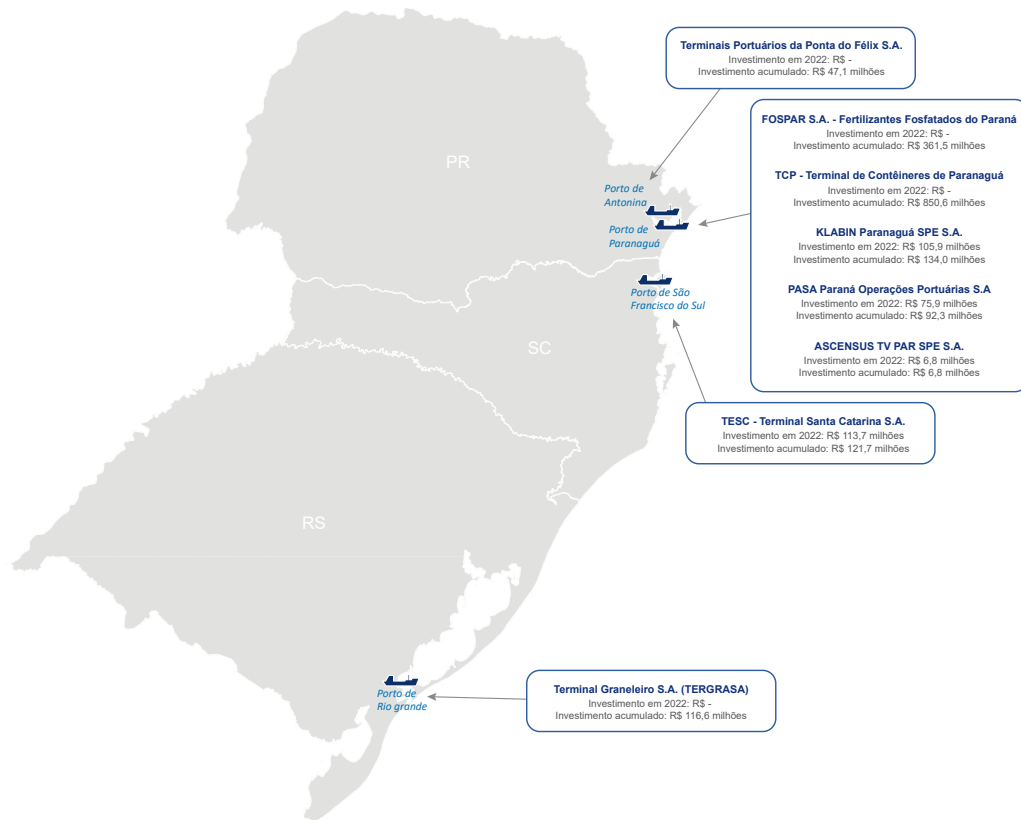 Terminais Portuários da Ponta do Félix S.A.
Investimento em 2022: R$ -
Investimento acumulado: R$ 47,1 milhões
FOSPAR S.A. - Fertilizantes Fosfatados do Paraná
Investimento em 2022: R$ -
Investimento acumulado: R$ 361,5 milhões
TCP - Terminal de Contêineres de Paranaguá
Investimento em 2022: R$ -
Investimento acumulado: R$ 850,6 milhões
KLABIN Paranaguá SPE S.A.
Investimento em 2022: R$ 105,9 milhões
Investimento acumulado: R$ 134,0 milhões
PASA Paraná Operações Portuárias S.A
Investimento em 2022: R$ 75,9 milhões
Investimento acumulado: R$ 92,3 milhões
ASCENSUS TV PAR SPE S.A.
Investimento em 2022: R$ 6,8 milhões
Investimento acumulado: R$ 6,8 milhões
PR
Porto de
Antonina
Porto de
Paranaguá
Porto de São
Francisco do Sul
SC
TESC - Terminal Santa Catarina S.A.
Investimento em 2022: R$ 113,7 milhões
Investimento acumulado: R$ 121,7 milhões
RS
Porto de
Rio grande
Terminal Graneleiro S.A. (TERGRASA)
Investimento em 2022: R$ -
Investimento acumulado: R$ 116,6 milhões